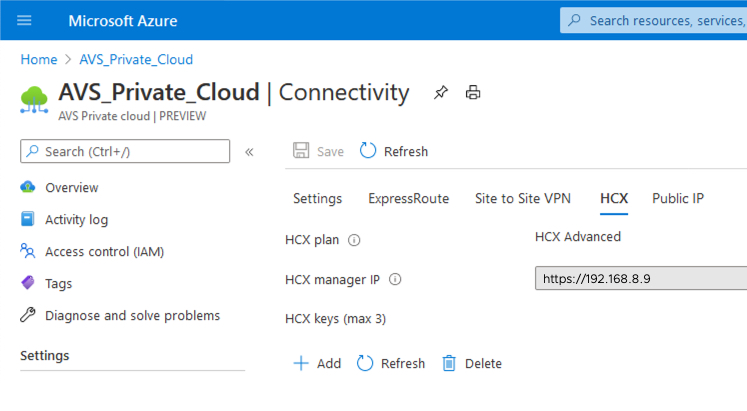 Microsoft Azure
Search resources, services,
Home > AVS_Private_Cloud
AVS_Private_Cloud | Connectivity
AVS Private cloud | PREVIEW
Search (Ctrl+/)
«
Save
Refresh
Overview
Activity log
Access control (IAM)
Tags
Diagnose and solve problems
Settings
Settings
ExpressRoute
Site to Site VPN
HCX
Public IP
HCX plan
HCX Advanced
HCX manager IP
https://192.168.8.9
HCX keys (max 3)
Add
Refresh
Delete